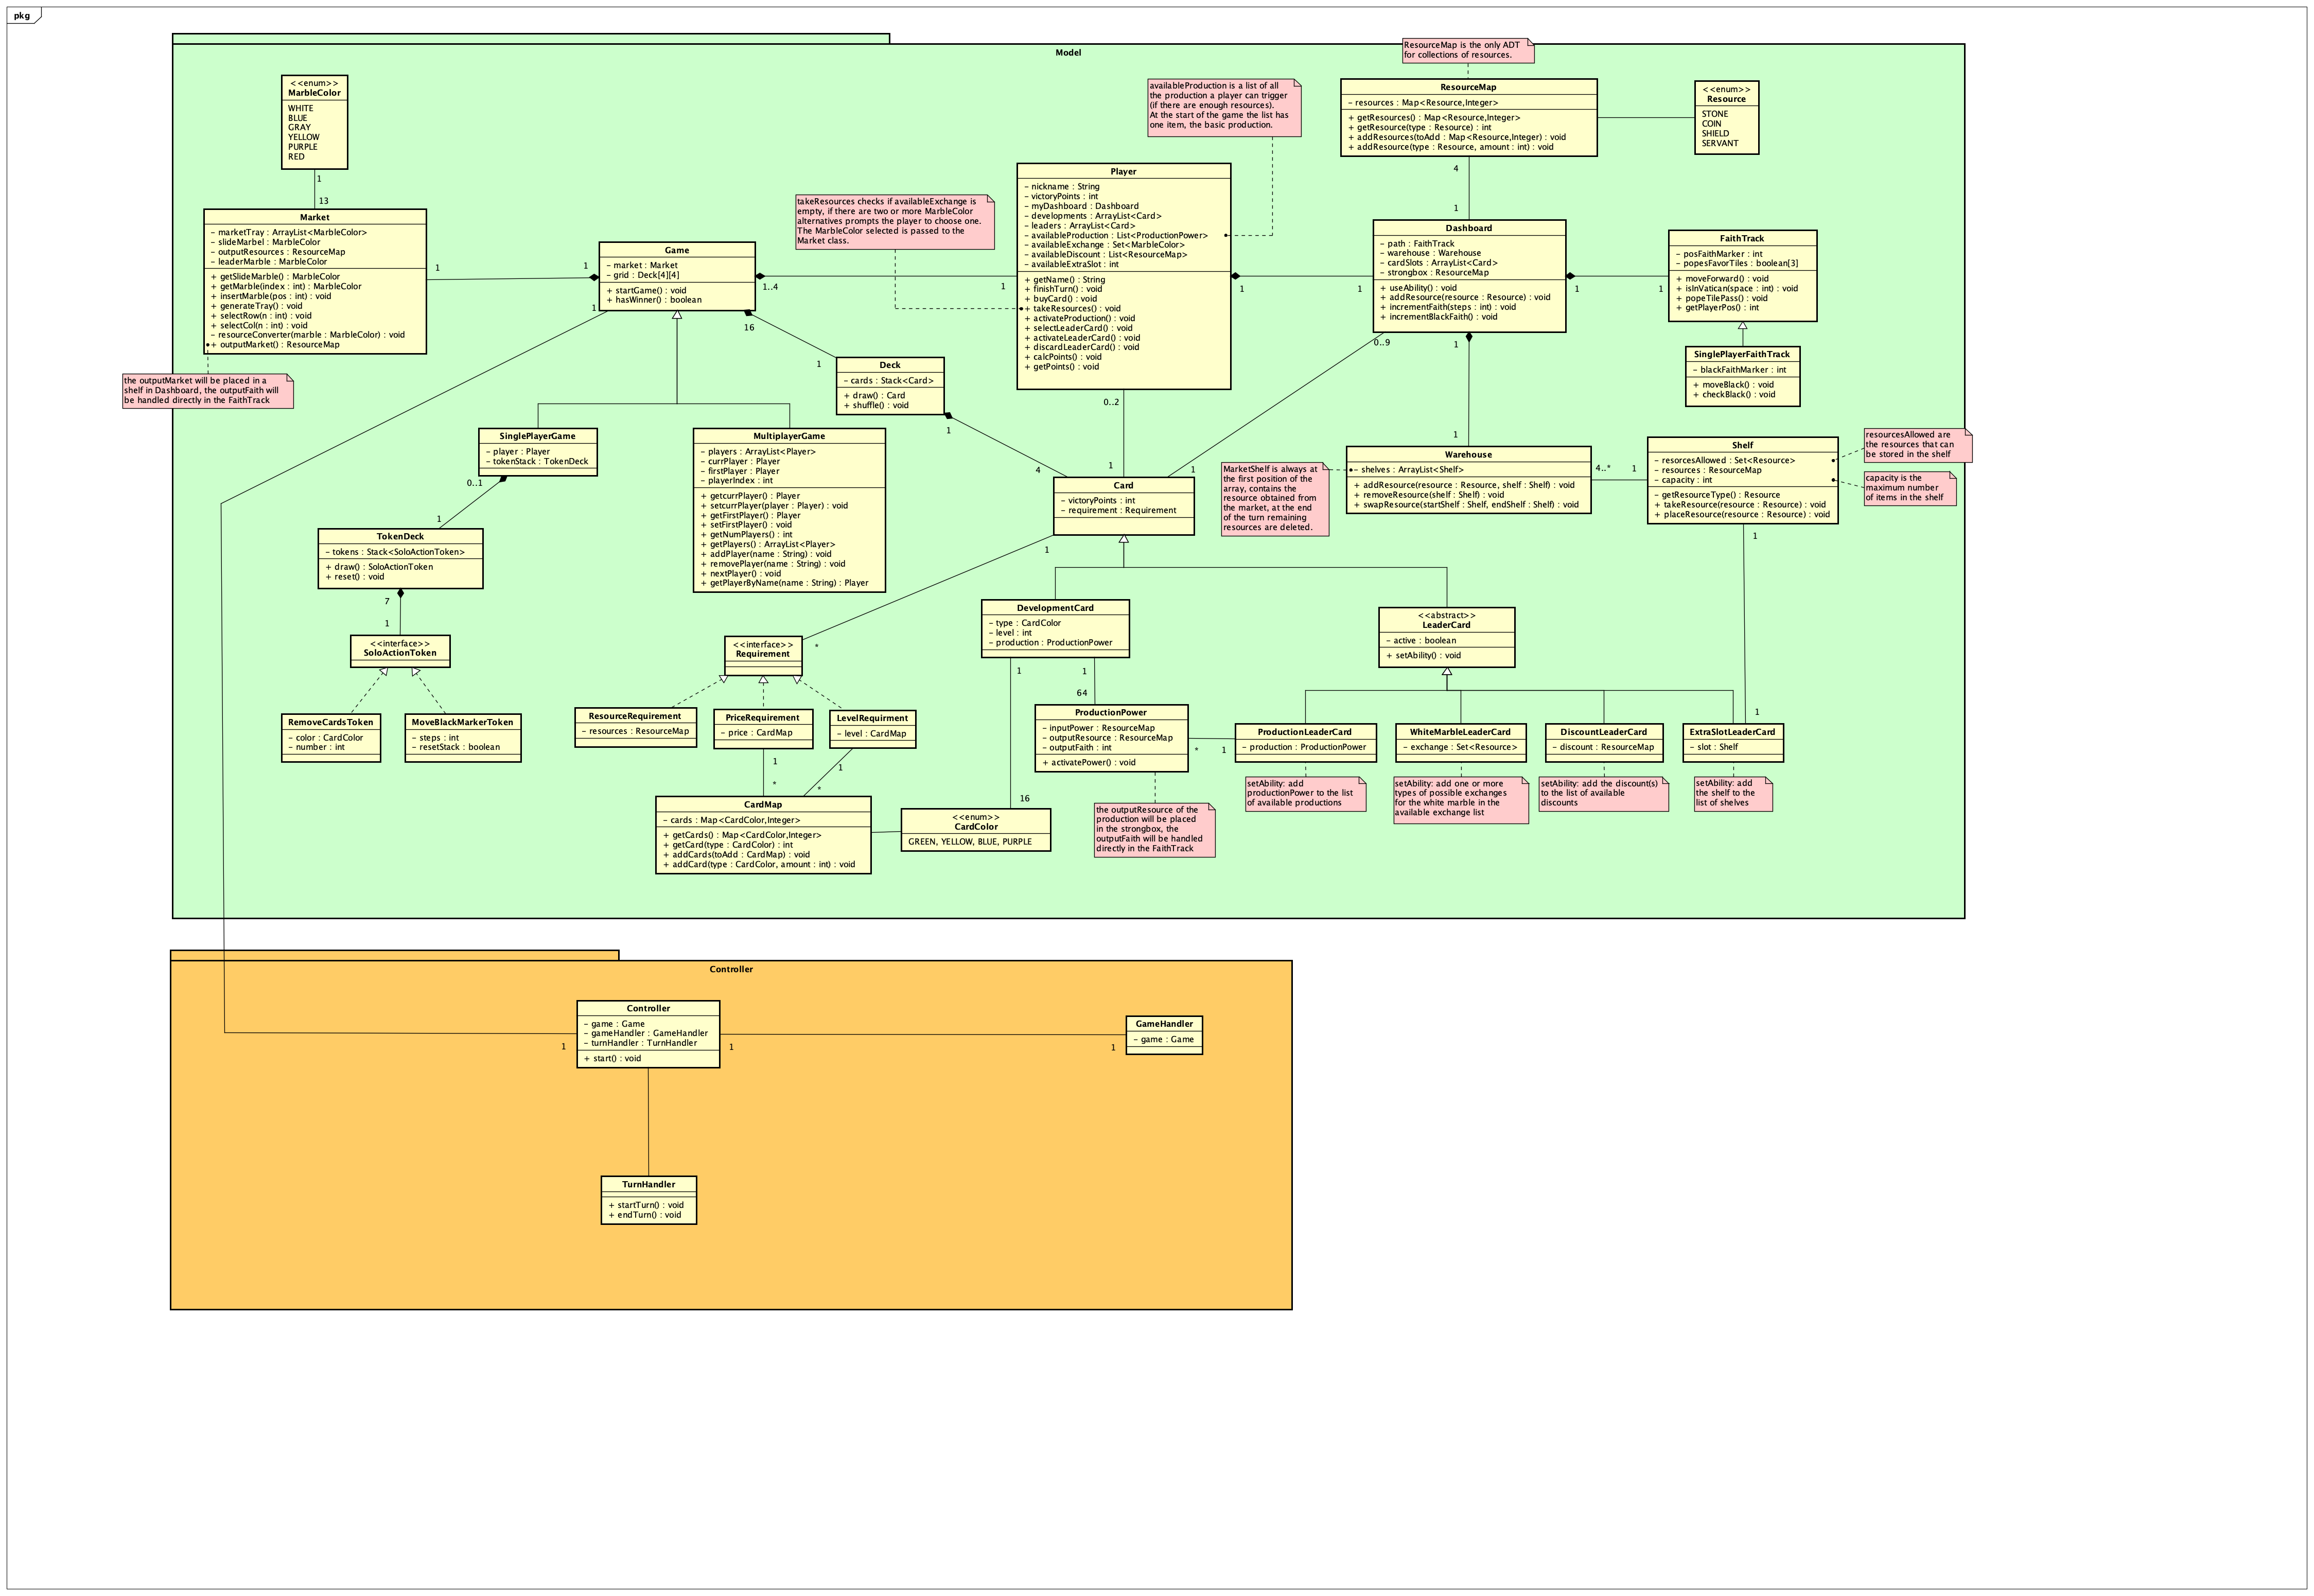 pkg
Model
ResourceMap is the only ADT
for collections of resources.
<<enum>>
MarbleColor
WHITE
BLUE
GRAY
YELLOW
PURPLE
RED
1
13
availableProduction is a list of all
the production a player can trigger
(if there are enough resources).
At the start of the game the list has
one item, the basic production.
ResourceMap
- resources : Map<Resource,Integer>
+ getResources() : Map<Resource,Integer>
+ getResource(type : Resource) : int
+ addResources(toAdd : Map<Resource,Integer) : void
+ addResource(type : Resource, amount : int) : void
<<enum>>
Resource
STONE
COIN
SHIELD
SERVANT
4
1
Market
- marketTray : ArrayList<MarbleColor>
- slideMarbel : MarbleColor
- outputResources : ResourceMap
- leaderMarble : MarbleColor
+ getSlideMarble() : MarbleColor
+ getMarble(index : int) : MarbleColor
+ insertMarble(pos : int) : void
+ generateTray() : void
+ selectRow(n : int) : void
+ selectCol(n : int) : void
- resourceConverter(marble : MarbleColor) : void
+ outputMarket() : ResourceMap
the outputMarket will be placed in a
shelf in Dashboard, the outputFaith will
be handled directly in the FaithTrack
1
1
takeResources checks if availableExchange is
empty, if there are two or more MarbleColor
alternatives prompts the player to choose one.
The MarbleColor selected is passed to the
Market class.
Game
- market : Market
- grid : Deck[4][4]
+ startGame() : void
+ hasWinner() : boolean
1
16
1
1..4
1
Player
- nickname : String
- victoryPoints : int
- myDashboard : Dashboard
- developments : ArrayList<Card>
- leaders : ArrayList<Card>
- availableProduction : List<ProductionPower>
- availableExchange : Set<MarbleColor>
- availableDiscount : List<ResourceMap>
- availableExtraSlot : int
+ getName() : String
+ finishTurn() : void
+ buyCard() : void
+ takeResources() : void
+ activateProduction() : void
+ selectLeaderCard() : void
+ activateLeaderCard() : void
+ discardLeaderCard() : void
+ calcPoints() : void
+ getPoints() : void
1
1
Dashboard
- path : FaithTrack
- warehouse : Warehouse
- cardSlots : ArrayList<Card>
- strongbox : ResourceMap
+ useAbility() : void
+ addResource(resource : Resource) : void
+ incrementFaith(steps : int) : void
+ incrementBlackFaith() : void
1
1
0..9
1
FaithTrack
- posFaithMarker : int
- popesFavorTiles : boolean[3]
+ moveForward() : void
+ isInVatican(space : int) : void
+ popeTilePass() : void
+ getPlayerPos() : int
SinglePlayerFaithTrack
- blackFaithMarker : int
+ moveBlack() : void
+ checkBlack() : void
Deck
- cards : Stack<Card>
+ draw() : Card
+ shuffle() : void
1
4
0..2
1
1
1
SinglePlayerGame
- player : Player
- tokenStack : TokenDeck
0..1
1
MultiplayerGame
- players : ArrayList<Player>
- currPlayer : Player
- firstPlayer : Player
- playerIndex : int
+ getcurrPlayer() : Player
+ setcurrPlayer(player : Player) : void
+ getFirstPlayer() : Player
+ setFirstPlayer() : void
+ getNumPlayers() : int
+ getPlayers() : ArrayList<Player>
+ addPlayer(name : String) : void
+ removePlayer(name : String) : void
+ nextPlayer() : void
+ getPlayerByName(name : String) : Player
Card
- victoryPoints : int
- requirement : Requirement
1
MarketShelf is always at
the first position of the
array, contains the
resource obtained from
the market, at the end
of the turn remaining
resources are deleted.
Warehouse
- shelves : ArrayList<Shelf>
+ addResource(resource : Resource, shelf : Shelf) : void
+ removeResource(shelf : Shelf) : void
+ swapResource(startShelf : Shelf, endShelf : Shelf) : void
4..*
1
Shelf
- resorcesAllowed : Set<Resource>
- resources : ResourceMap
- capacity : int
- getResourceType() : Resource
+ takeResource(resource : Resource) : void
+ placeResource(resource : Resource) : void
1
resourcesAllowed are
the resources that can
be stored in the shelf
capacity is the
maximum number
of items in the shelf
TokenDeck
- tokens : Stack<SoloActionToken>
+ draw() : SoloActionToken
+ reset() : void
7
1
<<interface>>
SoloActionToken
RemoveCardsToken
- color : CardColor
- number : int
MoveBlackMarkerToken
- steps : int
- resetStack : boolean
<<interface>>
Requirement
*
ResourceRequirement
- resources : ResourceMap
PriceRequirement
- price : CardMap
LevelRequirment
- level : CardMap
1
*
1
*
DevelopmentCard
- type : CardColor
- level : int
- production : ProductionPower
1
1
64
16
<<abstract>>
LeaderCard
- active : boolean
+ setAbility() : void
ProductionPower
- inputPower : ResourceMap
- outputResource : ResourceMap
- outputFaith : int
+ activatePower() : void
*
1
ProductionLeaderCard
- production : ProductionPower
WhiteMarbleLeaderCard
- exchange : Set<Resource>
DiscountLeaderCard
- discount : ResourceMap
1
ExtraSlotLeaderCard
- slot : Shelf
setAbility: add
productionPower to the list
of available productions
setAbility: add one or more
types of possible exchanges
for the white marble in the
available exchange list
setAbility: add the discount(s)
to the list of available
discounts
setAbility: add
the shelf to the
list of shelves
CardMap
- cards : Map<CardColor,Integer>
+ getCards() : Map<CardColor,Integer>
+ getCard(type : CardColor) : int
+ addCards(toAdd : CardMap) : void
+ addCard(type : CardColor, amount : int) : void
<<enum>>
CardColor
GREEN, YELLOW, BLUE, PURPLE
the outputResource of the
production will be placed
in the strongbox, the
outputFaith will be handled
directly in the FaithTrack
Controller
Controller
- game : Game
- gameHandler : GameHandler
- turnHandler : TurnHandler
+ start() : void
1
1
1
GameHandler
- game : Game
TurnHandler
+ startTurn() : void
+ endTurn() : void